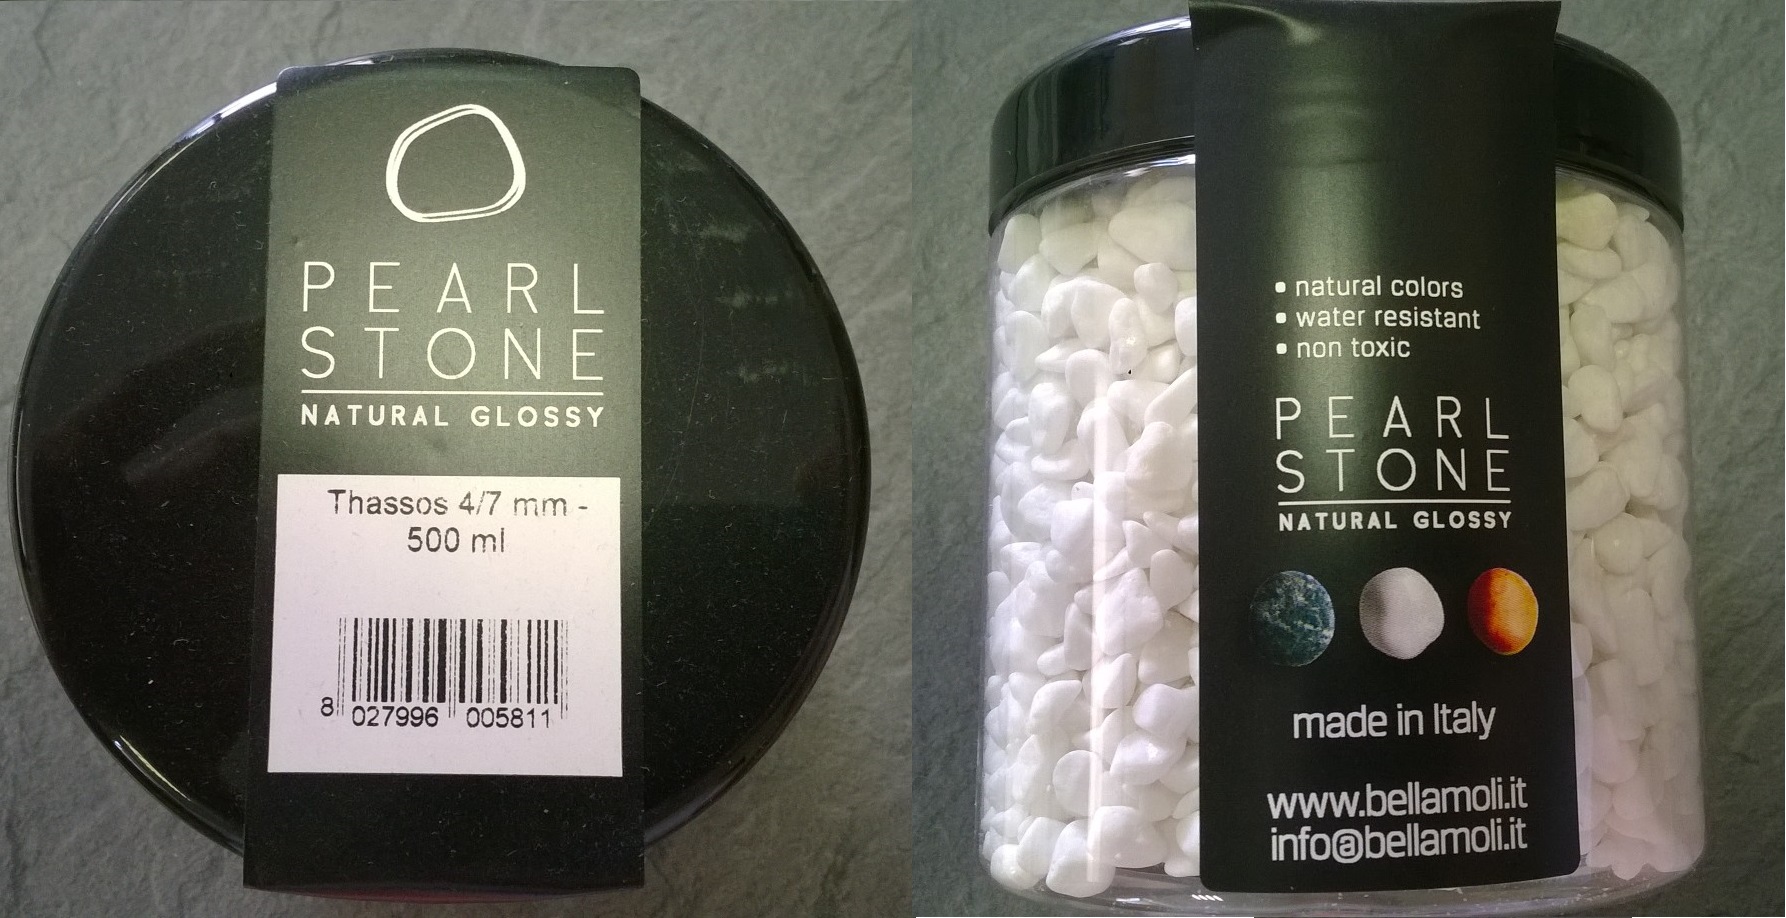 PEARL
STONE
NATURAL GLOSSY
Thassos 4/7 mm -
500 ml
8 027996 005811
• natural colors
• water resistant
• non toxic
PEARL
STONE
NATURAL GLOSSY
made in Italy
www.bellamoli.it
info@bellamoli.it